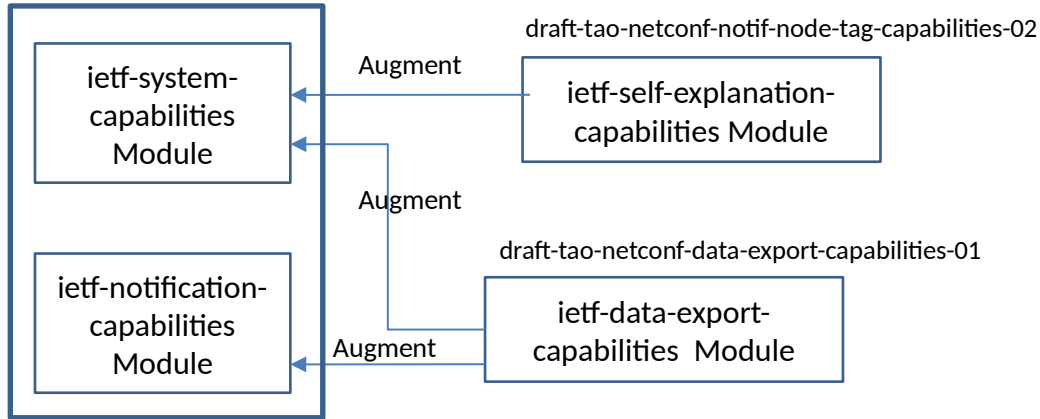 draft-tao-netconf-notif-node-tag-capabilities-02
Augment
ietf-system-
capabilities
Module
ietf-self-explanation-
capabilities Module
Augment
draft-tao-netconf-data-export-capabilities-01
ietf-notification-
capabilities
Module
ietf-data-export-
capabilities  Module
Augment